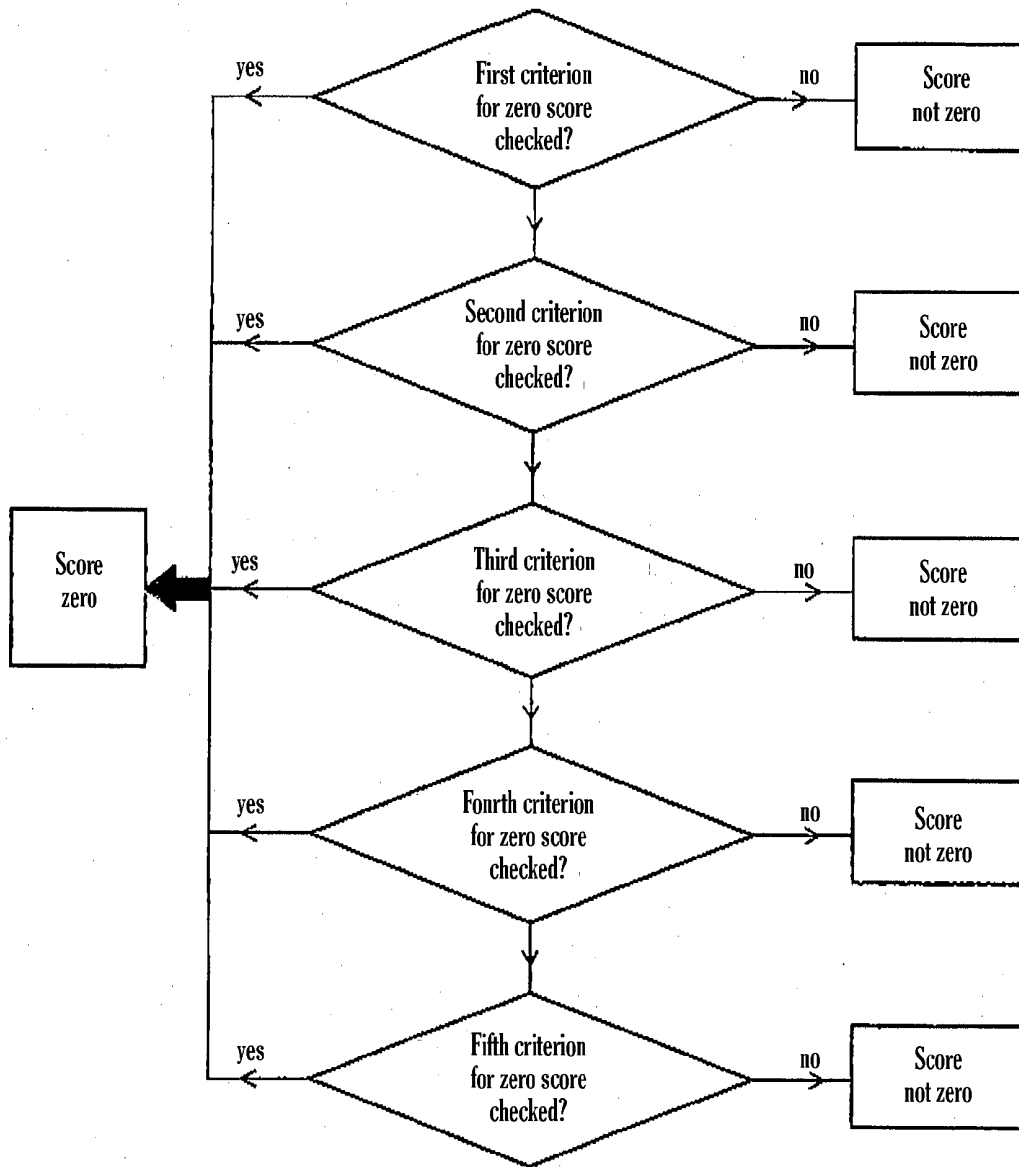 yes
First criterion
for zero score
checked?
no
Score
not zero
yes
Second criterion
for zero score
checked?
no
Score
not zero
Score
zero
yes
Third criterion
for zero score
checked?
no
Score
not zero
yes
Fonrth criterion
for zero score
checked?
no
Score
not zero
yes
Fifth criterion
for zero score
checked?
no
Score
not zero